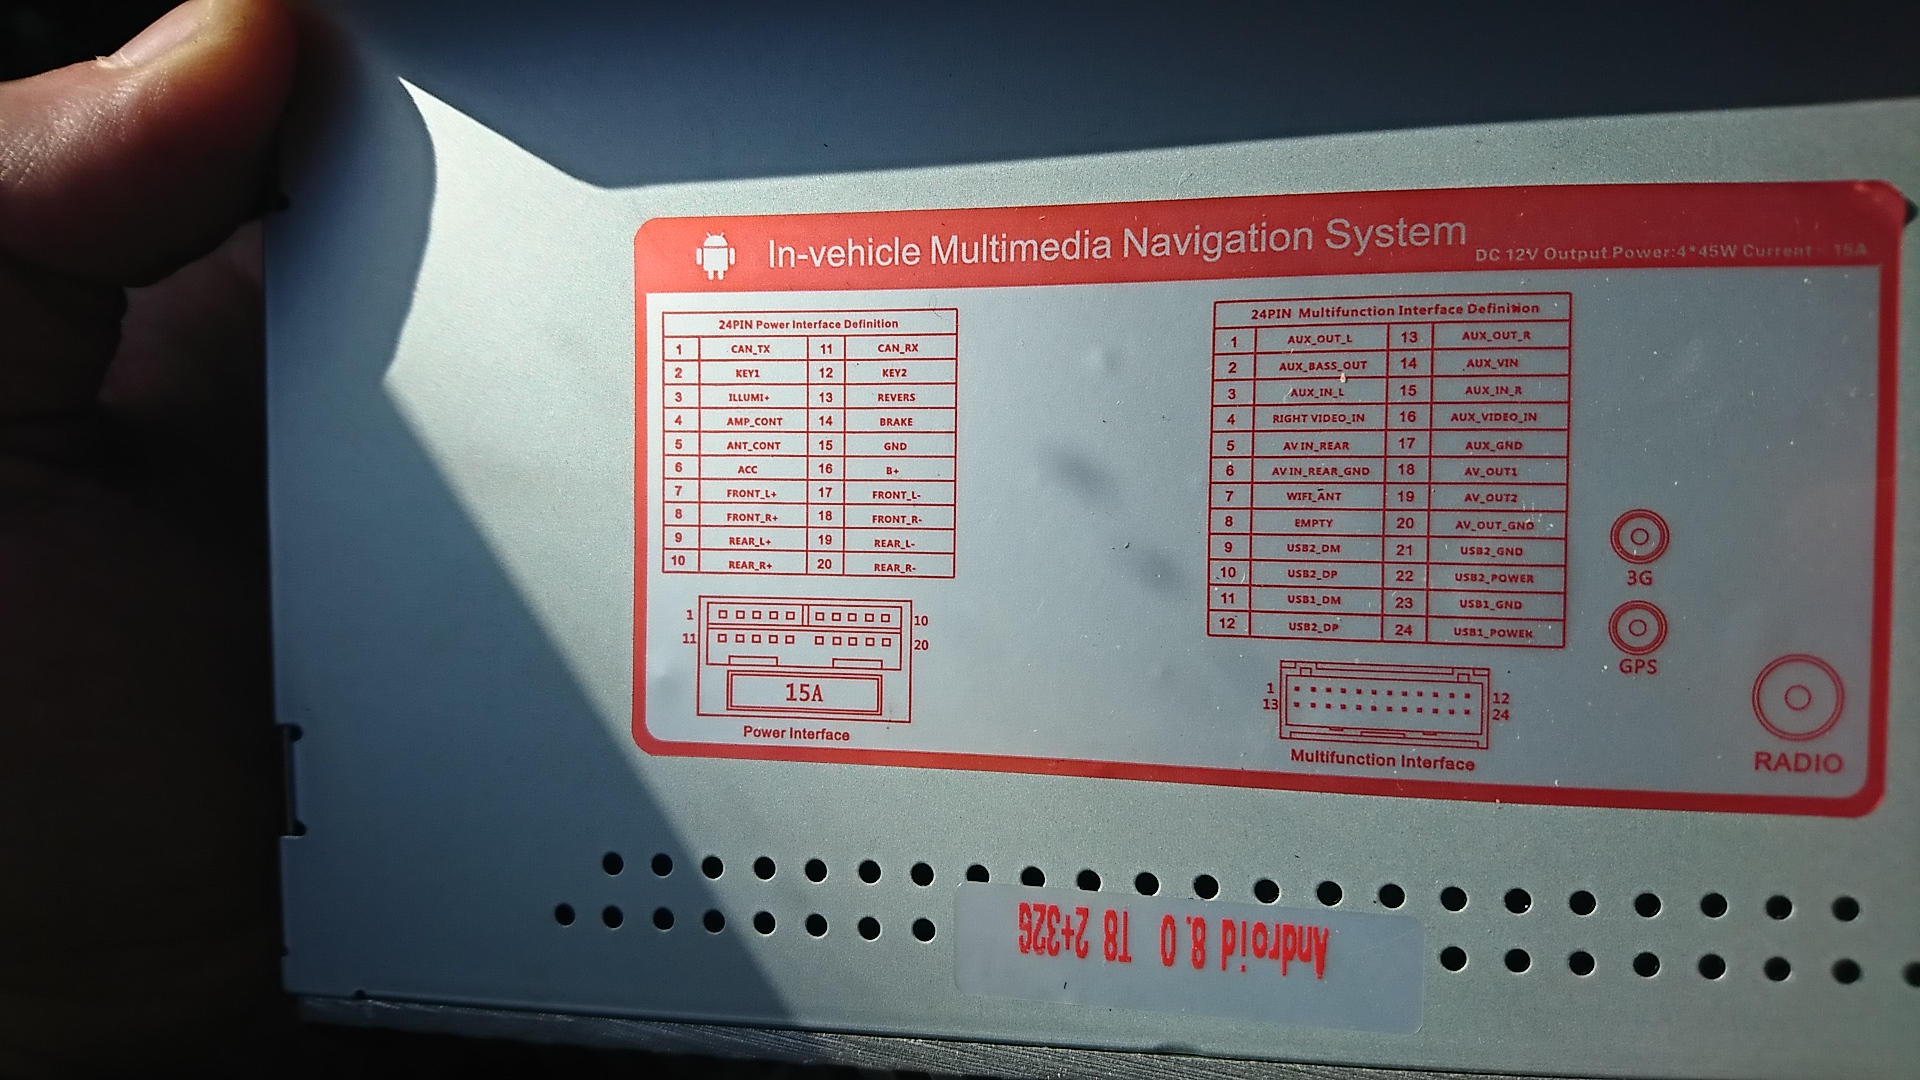 In-vehicle Multimedia Navigation System
DC 12V Output Power:4*45W Current 15A
24PIN Power Interface Definition
1 CAN_TX 11 CAN_RX
2 KEY1 12 KEY2
3 ILLUMI+ 13 REVERS
4 AMP_CONT 14 BRAKE
5 ANT_CONT 15 GND
6 ACC 16 B+
7 FRONT_L+ 17 FRONT_L-
8 FRONT_R+ 18 FRONT_R-
9 REAR_L+ 19 REAR_L-
10 REAR_R+ 20 REAR_R-
1 10
11 20
15A
Power Interface
24PIN Multifunction Interface Definition
1 AUX_OUT_L 13 AUX_OUT_R
2 AUX_BASS_OUT 14 AUX_VIN
3 AUX_IN_L 15 AUX_IN_R
4 RIGHT VIDEO_IN 16 AUX_VIDEO_IN
5 AV IN_REAR 17 AUX_GND
6 AV IN_REAR_GND 18 AV_OUT1
7 WIFI_ANT 19 AV_OUT2
8 EMPTY 20 AV_OUT_GND
9 USB2_DM 21 USB2_GND
10 USB2_DP 22 USB2_POWER
11 USB1_DM 23 USB1_GND
12 USB2_DP 24 USB1_POWER
1 12
13 24
Multifunction Interface
3G
GPS
RADIO
Android 8.0 T8 2+32G